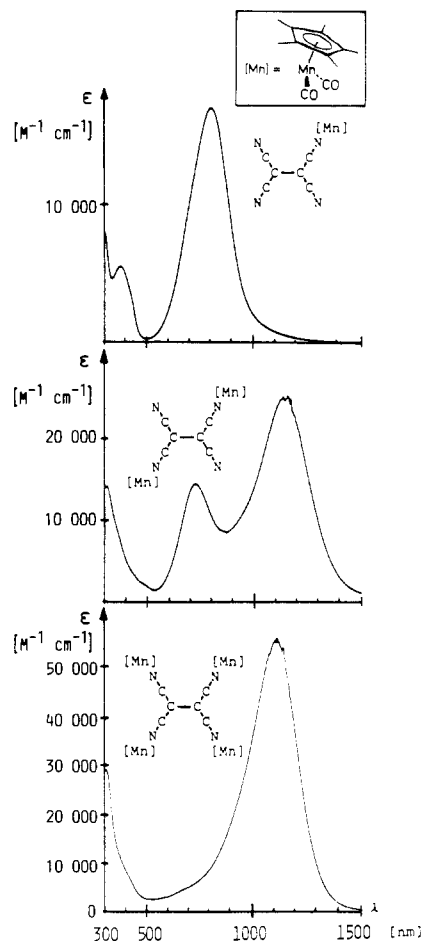 [Mn] =
Mn
CO
CO
ε
[M⁻¹ cm⁻¹]
[Mn]
N N
C C
C — C
C C
N N
10 000
ε
[M⁻¹ cm⁻¹]
[Mn]
N N
C C
C — C
C C
N N
[Mn]
20 000
10 000
ε
[M⁻¹ cm⁻¹]
[Mn] [Mn]
N N
C C
C — C
C C
N N
[Mn] [Mn]
50 000
40 000
30 000
20 000
10 000
0
300 500 1000 1500 λ
[nm]